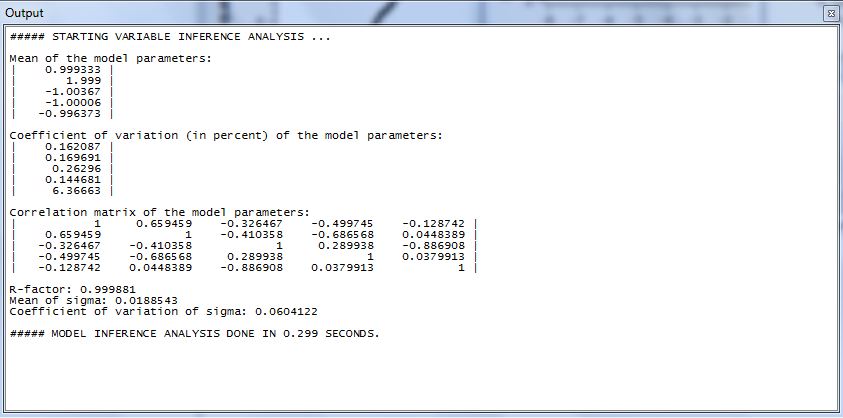 Output
##### STARTING VARIABLE INFERENCE ANALYSIS ...
Mean of the model parameters:
| 0.999333 |
| 1.999 |
| -1.00367 |
| -1.00006 |
| -0.996373 |
Coefficient of variation (in percent) of the model parameters:
| 0.162087 |
| 0.169691 |
| 0.26296 |
| 0.144681 |
| 6.36663 |
Correlation matrix of the model parameters:
| 1 0.659459 -0.326467 -0.499745 -0.128742 |
| 0.659459 1 -0.410358 -0.686568 0.0448389 |
| -0.326467 -0.410358 1 0.289938 -0.886908 |
| -0.499745 -0.686568 0.289938 1 0.0379913 |
| -0.128742 0.0448389 -0.886908 0.0379913 1 |
R-factor: 0.999881
Mean of sigma: 0.0188543
Coefficient of variation of sigma: 0.0604122
##### MODEL INFERENCE ANALYSIS DONE IN 0.299 SECONDS.